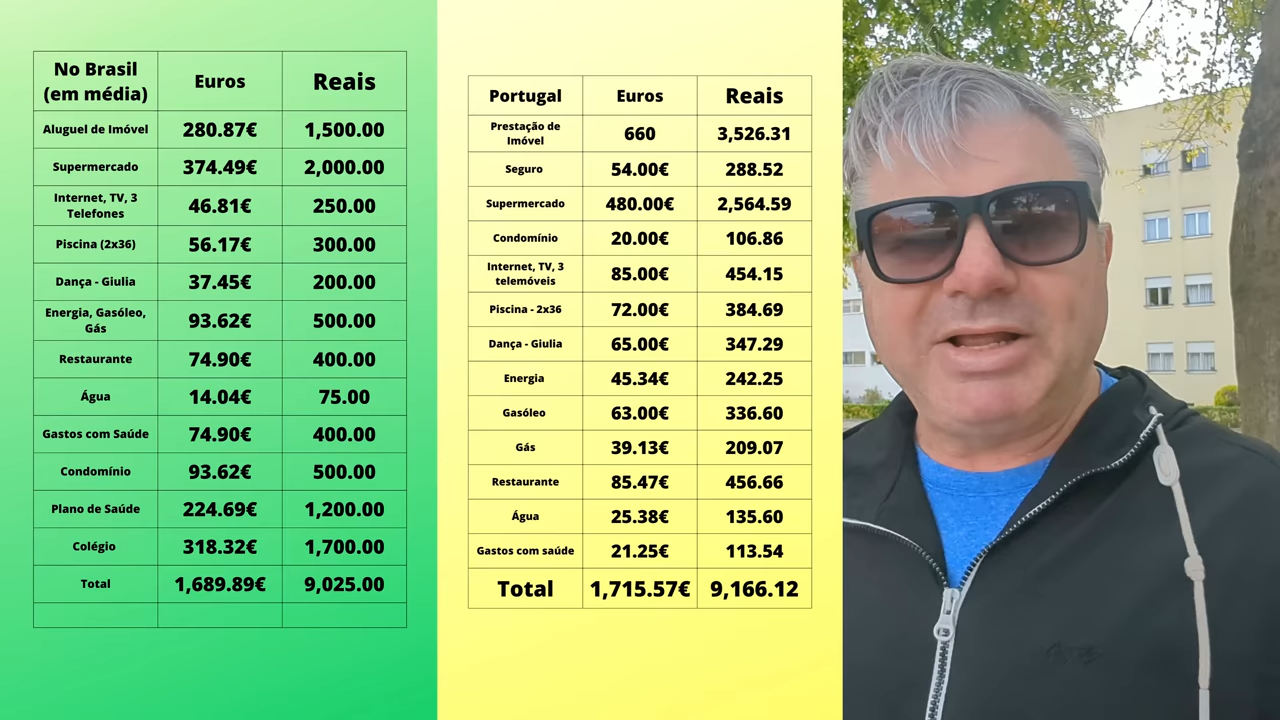 No Brasil
(em média)
Euros
Reais
Aluguel de Imóvel
280.87€
1,500.00
Supermercado
374.49€
2,000.00
Internet, TV, 3
Telefones
46.81€
250.00
Piscina (2x36)
56.17€
300.00
Dança - Giulia
37.45€
200.00
Energia, Gasóleo,
Gás
93.62€
500.00
Restaurante
74.90€
400.00
Água
14.04€
75.00
Gastos com Saúde
74.90€
400.00
Condomínio
93.62€
500.00
Plano de Saúde
224.69€
1,200.00
Colégio
318.32€
1,700.00
Total
1,689.89€
9,025.00
Portugal
Euros
Reais
Prestação de
Imóvel
660
3,526.31
Seguro
54.00€
288.52
Supermercado
480.00€
2,564.59
Condomínio
20.00€
106.86
Internet, TV, 3
telemóveis
85.00€
454.15
Piscina - 2x36
72.00€
384.69
Dança - Giulia
65.00€
347.29
Energia
45.34€
242.25
Gasóleo
63.00€
336.60
Gás
39.13€
209.07
Restaurante
85.47€
456.66
Água
25.38€
135.60
Gastos com saúde
21.25€
113.54
Total
1,715.57€
9,166.12